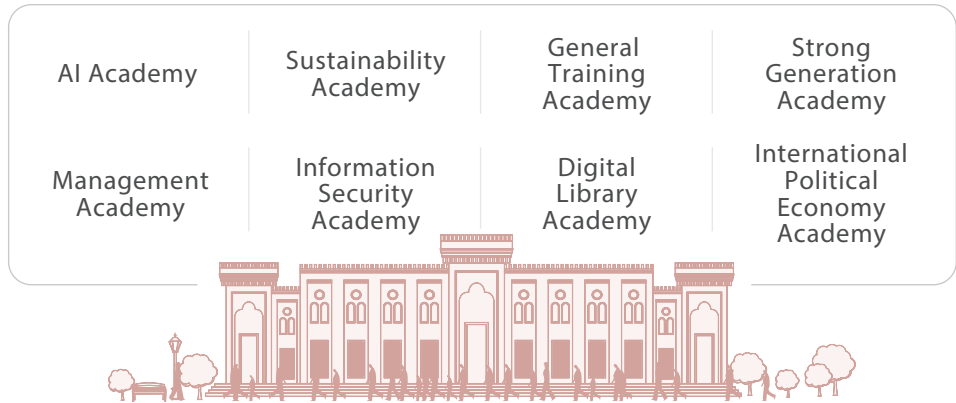 AI Academy
Sustainability
Academy
General
Training
Academy
Strong
Generation
Academy
Management
Academy
Information
Security
Academy
Digital
Library
Academy
International
Political
Economy
Academy